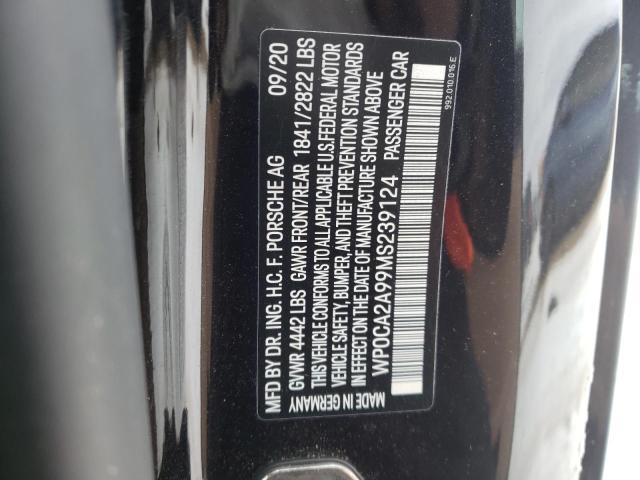 MFD BY DR. ING. H.C. F. PORSCHE AG 09/20
GVWR 4442 LBS GAWR FRONT/REAR 1841/2822 LBS
THIS VEHICLE CONFORMS TO ALL APPLICABLE U.S. FEDERAL MOTOR
VEHICLE SAFETY, BUMPER, AND THEFT PREVENTION STANDARDS
IN EFFECT ON THE DATE OF MANUFACTURE SHOWN ABOVE
WP0CA2A99MS239124 PASSENGER CAR
MADE IN GERMANY
992.010.016 E